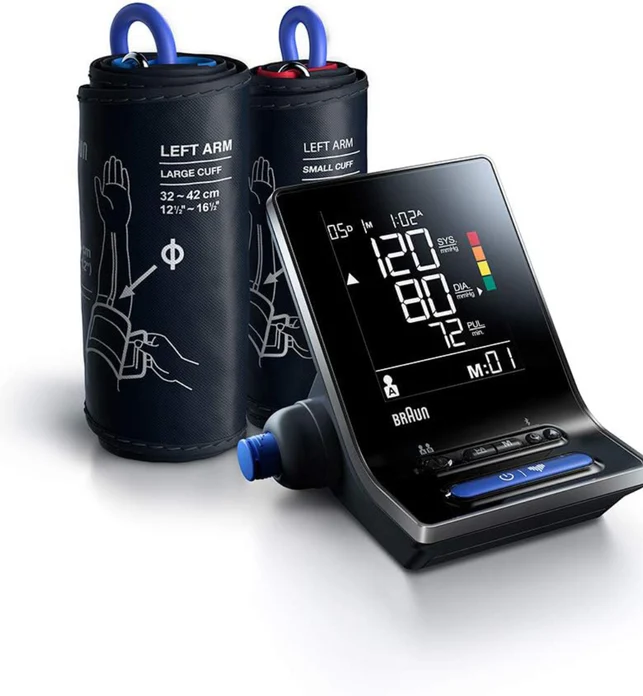 LEFT ARM
LARGE CUFF
32 ~ 42 cm
12½" ~ 16½"
Φ
LEFT ARM
SMALL CUFF
1:02A
120 SYS.
mmHg
80 DIA.
mmHg
72 PUL.
min.
A
M:01
BRAUN